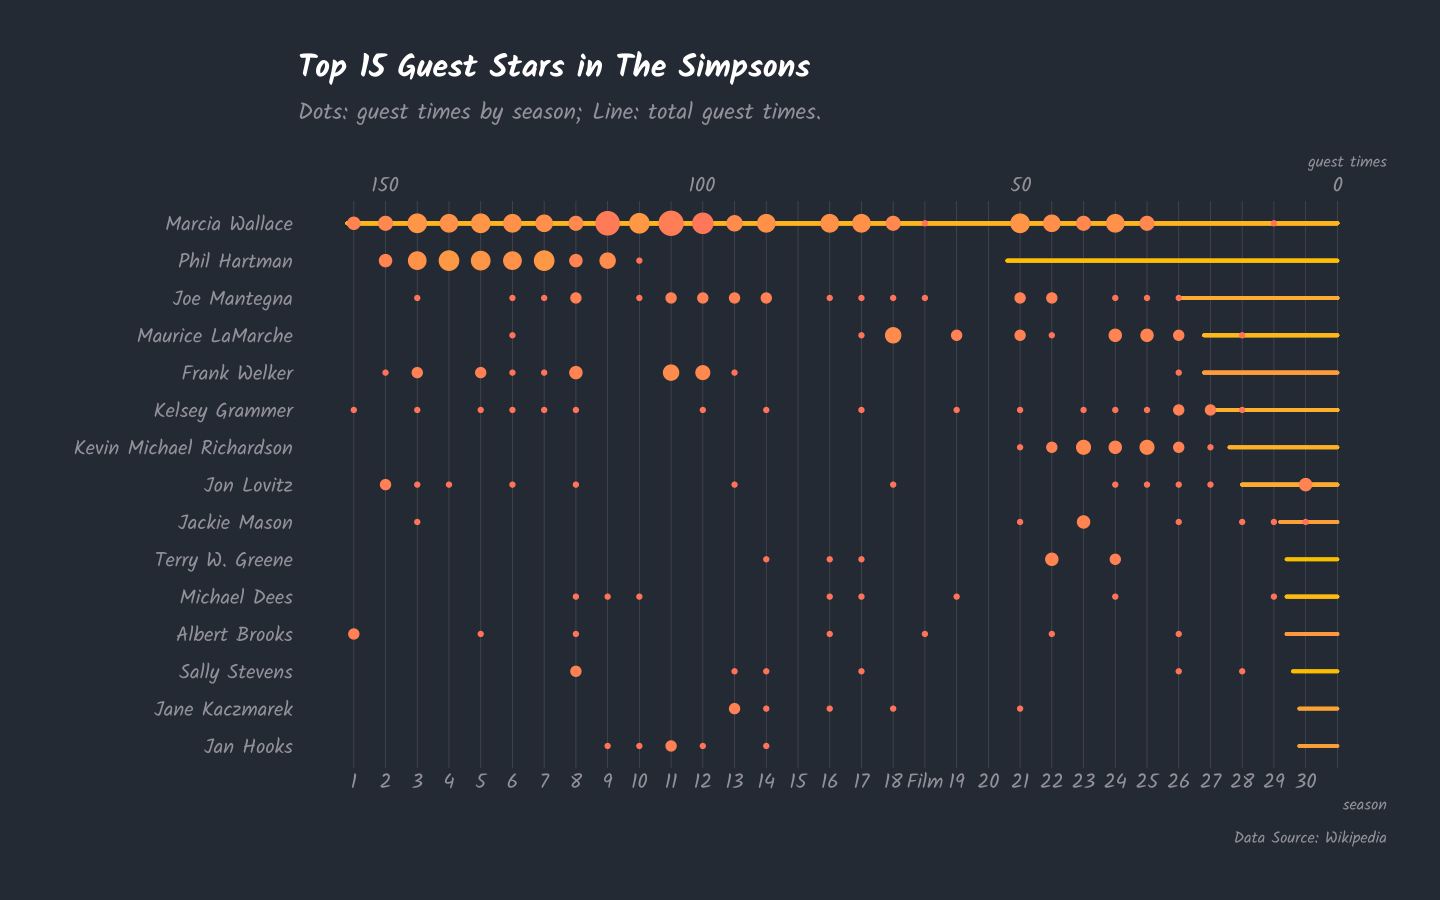 Top 15 Guest Stars in The Simpsons
Dots: guest times by season; Line: total guest times.
guest times
150 100 50 0
Marcia Wallace
Phil Hartman
Joe Mantegna
Maurice LaMarche
Frank Welker
Kelsey Grammer
Kevin Michael Richardson
Jon Lovitz
Jackie Mason
Terry W. Greene
Michael Dees
Albert Brooks
Sally Stevens
Jane Kaczmarek
Jan Hooks
1 2 3 4 5 6 7 8 9 10 11 12 13 14 15 16 17 18 Film 19 20 21 22 23 24 25 26 27 28 29 30
season
Data Source: Wikipedia